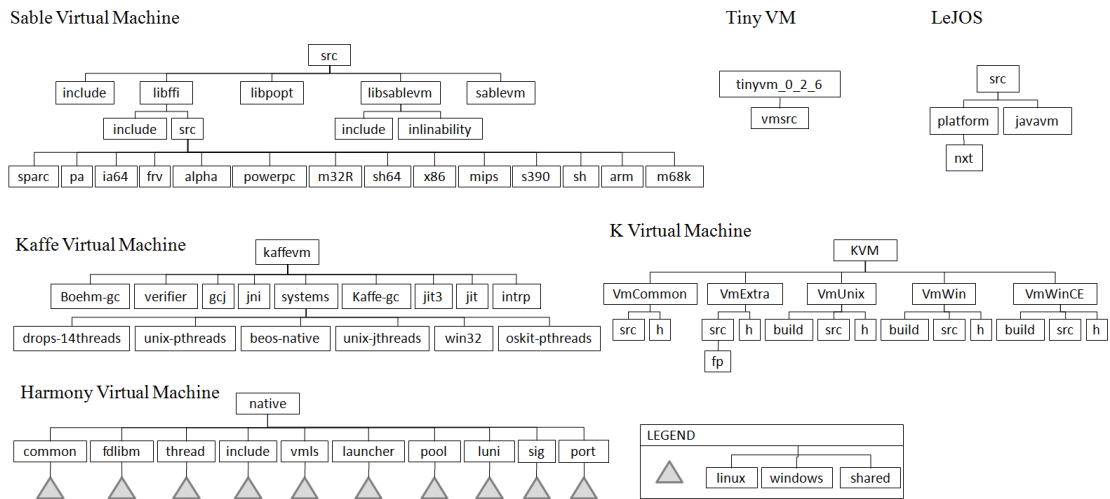 Sable Virtual Machine
src
include libffi libpopt libsablevm sablevm
include src include inlinability
sparc pa ia64 frv alpha powerpc m32R sh64 x86 mips s390 sh arm m68k
Tiny VM
tinyvm_0_2_6
vmsrc
LeJOS
src
platform javavm
nxt
Kaffe Virtual Machine
kaffevm
Boehm-gc verifier gcj jni systems Kaffe-gc jit3 jit intrp
drops-14threads unix-pthreads beos-native unix-jthreads win32 oskit-pthreads
K Virtual Machine
KVM
VmCommon VmExtra VmUnix VmWin VmWinCE
src h src h build src h build src h build src h
fp
Harmony Virtual Machine
native
common fdlibm thread include vmls launcher pool luni sig port
LEGEND
linux windows shared